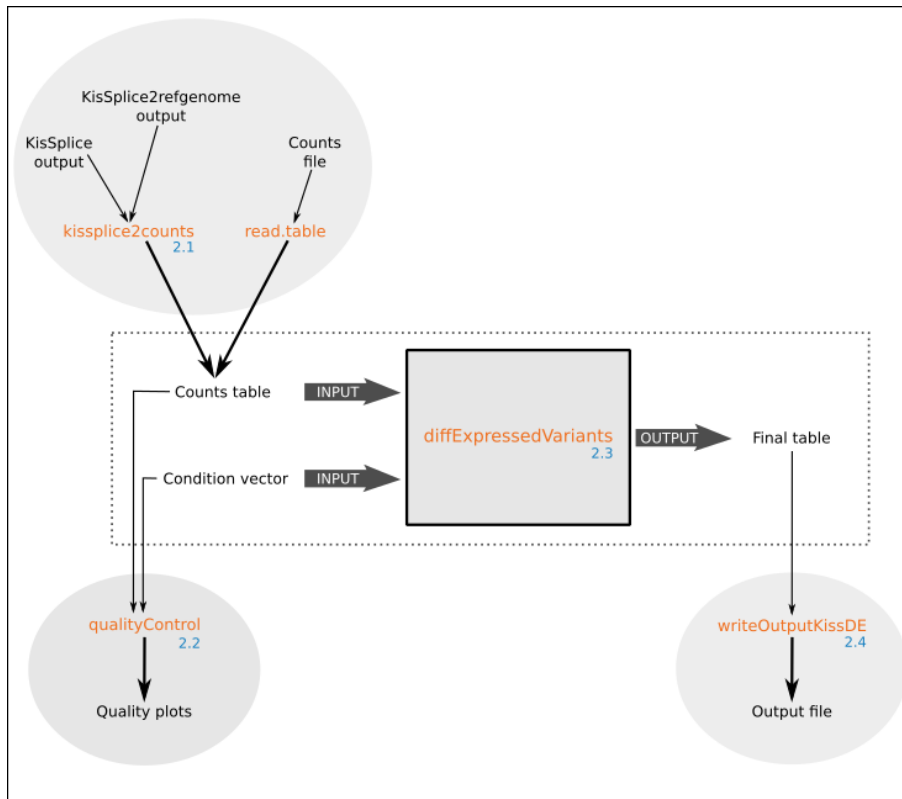 KisSplice2refgenome
output
KisSplice
output
Counts
file
kissplice2counts
2.1
read.table
Counts table
INPUT
diffExpressedVariants
2.3
OUTPUT
Final table
Condition vector
INPUT
qualityControl
2.2
Quality plots
writeOutputKissDE
2.4
Output file